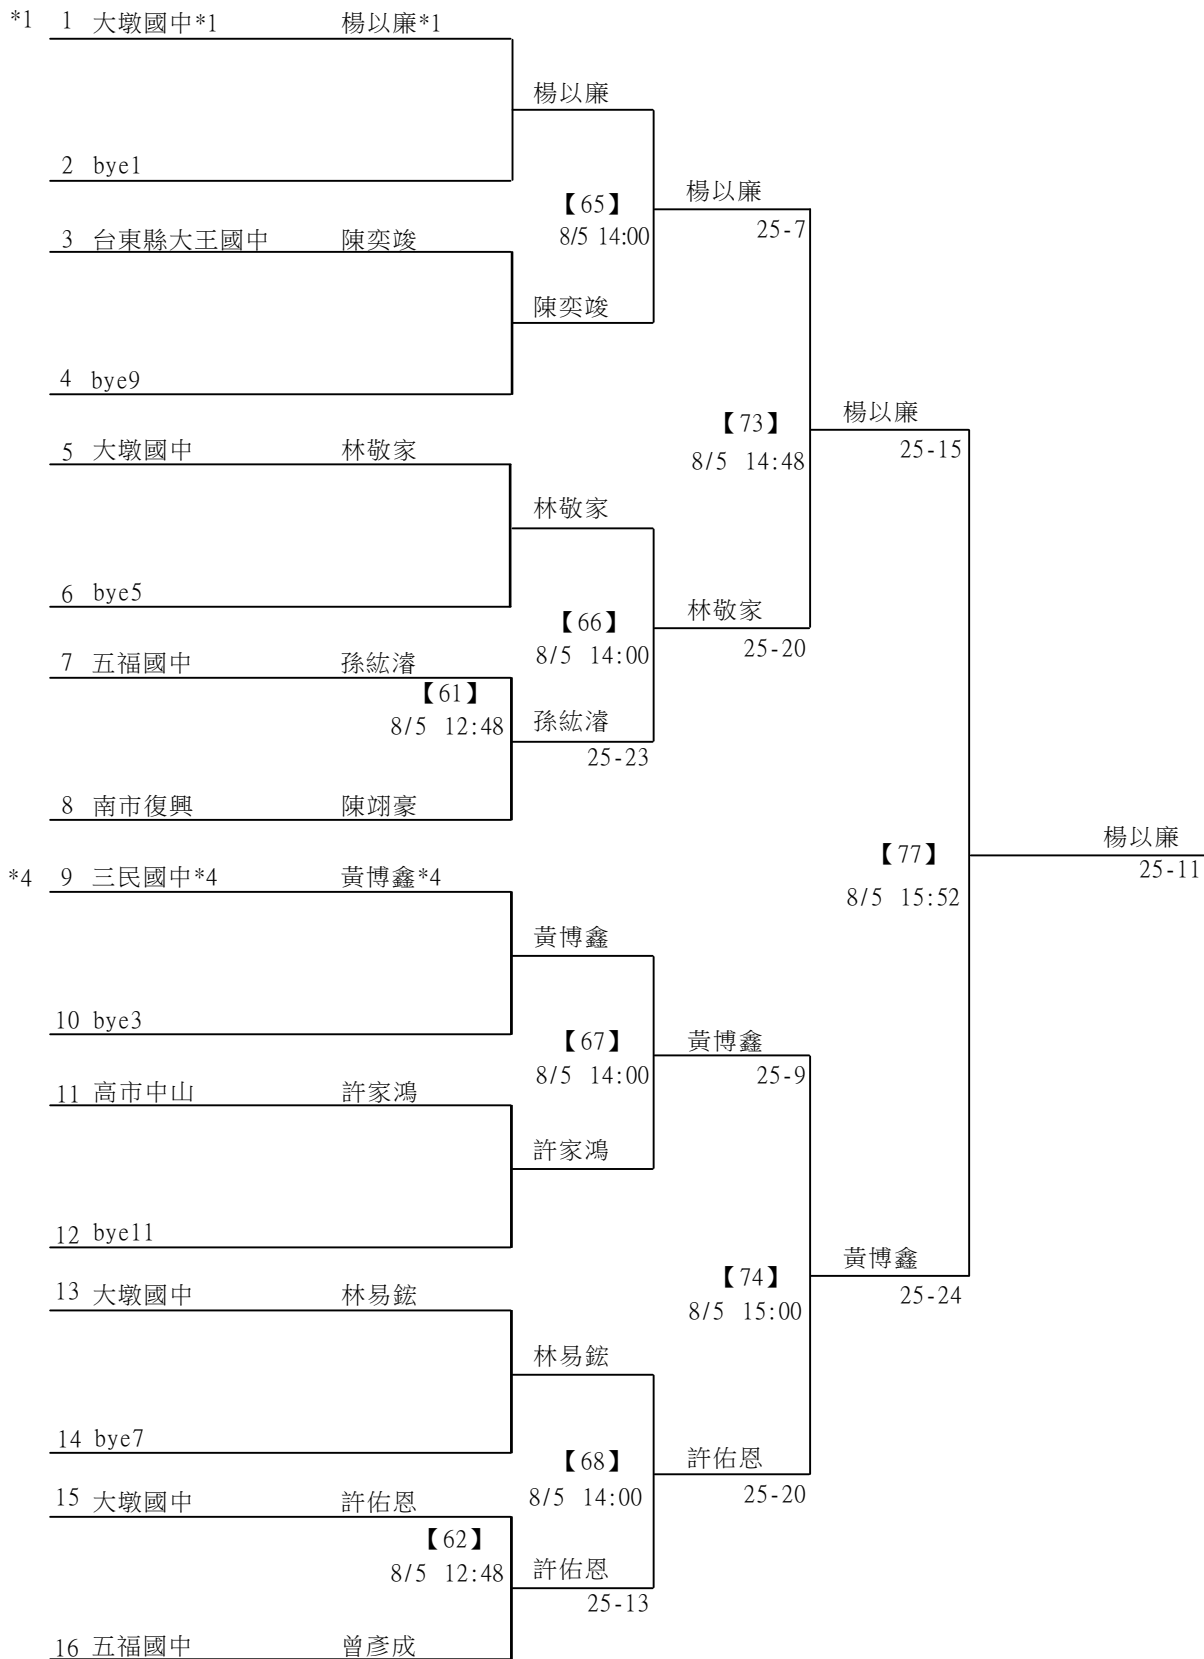 *1 1 大墩國中*1 楊以廉*1
楊以廉
2 bye1
【65】 楊以廉
3 台東縣大王國中 陳奕竣 8/5 14:00 25-7
陳奕竣
4 bye9
【73】 楊以廉
5 大墩國中 林敬家 8/5 14:48 25-15
林敬家
6 bye5
【66】 林敬家
7 五福國中 孫紘濬 8/5 14:00 25-20
【61】
8/5 12:48 孫紘濬
25-23
8 南市復興 陳翊豪
【77】 楊以廉
*4 9 三民國中*4 黃博鑫*4 25-11
8/5 15:52
黃博鑫
10 bye3
【67】 黃博鑫
8/5 14:00 25-9
11 高市中山 許家鴻
許家鴻
12 bye11
【74】 黃博鑫
13 大墩國中 林易鋐 25-24
8/5 15:00
林易鋐
14 bye7
【68】 許佑恩
15 大墩國中 許佑恩 8/5 14:00 25-20
【62】
8/5 12:48 許佑恩
25-13
16 五福國中 曾彥成